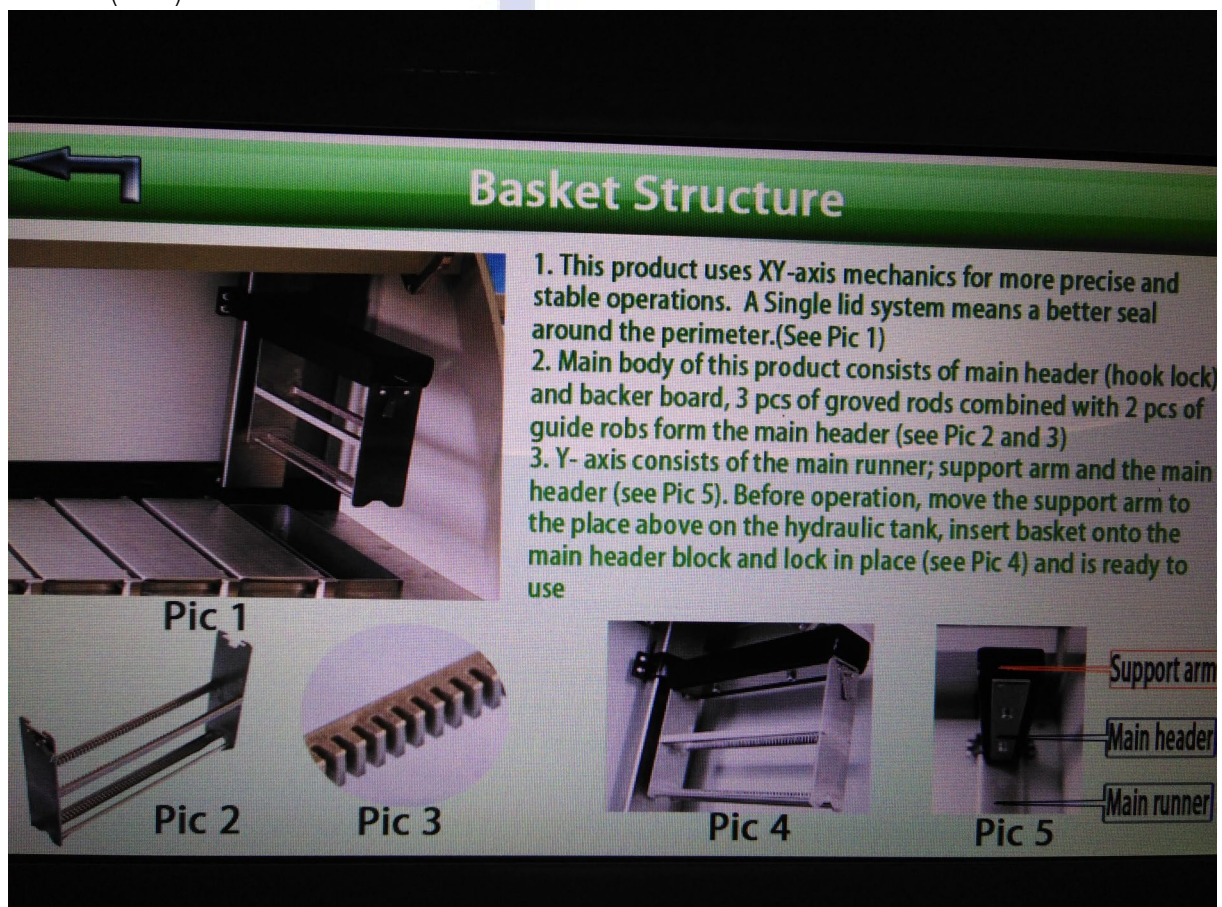 Basket Structure
1. This product uses XY-axis mechanics for more precise and
stable operations. A Single lid system means a better seal
around the perimeter.(See Pic 1)
2. Main body of this product consists of main header (hook lock)
and backer board, 3 pcs of groved rods combined with 2 pcs of
guide robs form the main header (see Pic 2 and 3)
3. Y- axis consists of the main runner; support arm and the main
header (see Pic 5). Before operation, move the support arm to
the place above on the hydraulic tank, insert basket onto the
main header block and lock in place (see Pic 4) and is ready to
use
Pic 1
Pic 2
Pic 3
Pic 4
Pic 5
Support arm
Main header
Main runner